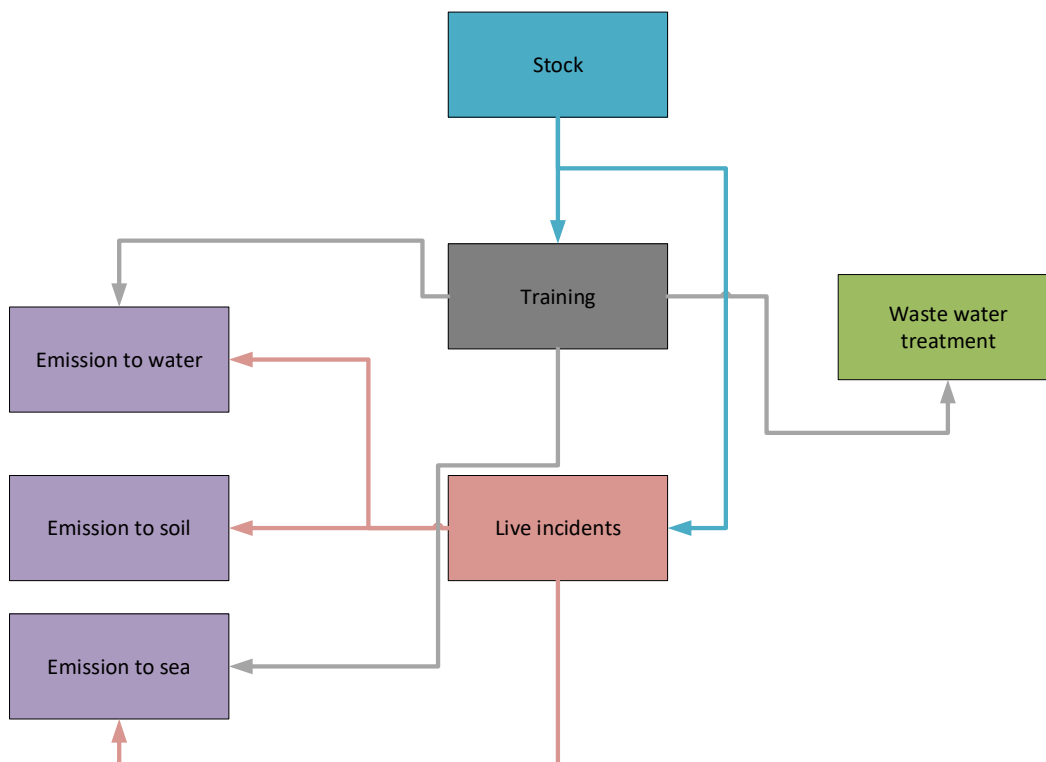 Stock
Training
Waste water
treatment
Emission to water
Emission to soil
Live incidents
Emission to sea